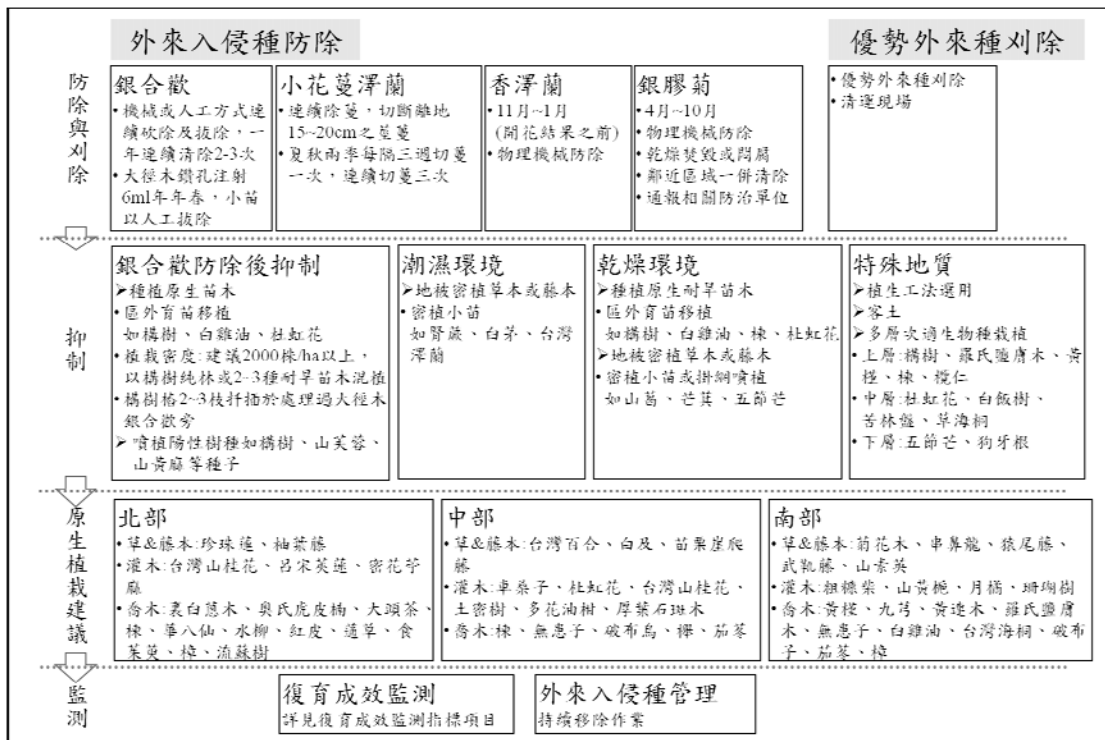 外來入侵種防除
優勢外來種刈除
防除與刈除
銀合歡
•機械或人工方式連
續砍除及拔除，一
年連續清除2-3次
•大徑木鑽孔注射
6ml年年春，小苗
以人工拔除
小花蔓澤蘭
•連續除蔓，切斷離地
15~20cm之莖蔓
•夏秋兩季每隔三週切蔓
一次，連續切蔓三次
香澤蘭
•11月~1月
(開花結果之前)
•物理機械防除
銀膠菊
•4月~10月
•物理機械防除
•乾燥焚毀或悶腐
•鄰近區域一併清除
•通報相關防治單位
•優勢外來種刈除
•清運現場
抑制
銀合歡防除後抑制
➢種植原生苗木
•區外育苗移植
如構樹、白雞油、杜虹花
•植栽密度:建議2000株/ha以上，
以構樹純林或2~3種耐旱苗木混植
•構樹樁2~3枝扦插於處理過大徑木
銀合歡旁
➢噴植陽性樹種如構樹、山芙蓉、
山黃麻等種子
潮濕環境
➢地被密植草本或藤本
•密植小苗
如腎蕨、白茅、台灣
澤蘭
乾燥環境
➢種植原生耐旱苗木
•區外育苗移植
如構樹、白雞油、楝、杜虹花
➢地被密植草本或藤本
•密植小苗或掛網噴植
如山葛、芒萁、五節芒
特殊地質
➢植生工法選用
➢客土
➢多層次適生物種栽植
•上層:構樹、羅氏鹽膚木、黃
槿、楝、欖仁
•中層:杜虹花、白飯樹、
苦林盤、草海桐
•下層:五節芒、狗牙根
原生植栽建議
北部
•草&藤本:珍珠蓮、柚葉藤
•灌木:台灣山桂花、呂宋莢蒾、密花苧
麻
•喬木:裏白蔥木、奧氏虎皮楠、大頭茶、
楝、華八仙、水柳、紅皮、蓪草、食
茱萸、樟、流蘇樹
中部
•草&藤本:台灣百合、白及、苗栗崖爬
藤
•灌木:車桑子、杜虹花、台灣山桂花、
土密樹、多花油柑、厚葉石斑木
•喬木:楝、無患子、破布烏、櫸、茄苳
南部
•草&藤本:翁花木、串鼻龍、猿尾藤、
武靴藤、山素英
•灌木:粗糠柴、山黃梔、月橘、珊瑚樹
•喬木:黃槿、九芎、黃連木、羅氏鹽膚
木、無患子、白雞油、台灣海桐、破布
子、茄苳、樟
監測
復育成效監測
詳見復育成效監測指標項目
外來入侵種管理
持續移除作業